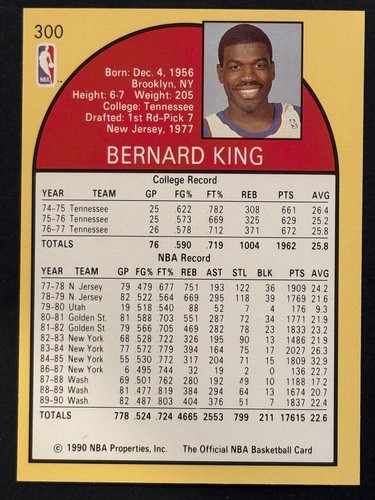 300
NBA
Born: Dec. 4, 1956
Brooklyn, NY
Height: 6-7 Weight: 205
College: Tennessee
Drafted: 1st Rd-Pick 7
New Jersey, 1977
BERNARD KING
College Record
YEAR TEAM GP FG% FT% REB PTS AVG
74-75 Tennessee 25 .622 .782 308 661 26.4
75-76 Tennessee 25 .573 .669 325 629 25.2
76-77 Tennessee 26 .578 .712 371 672 25.8
TOTALS 76 .590 .719 1004 1962 25.8
NBA Record
YEAR TEAM GP FG% FT% REB AST STL BLK PTS AVG
77-78 N. Jersey 79 .479 .677 751 193 122 36 1909 24.2
78-79 N. Jersey 82 .522 .564 669 295 118 39 1769 21.6
79-80 Utah 19 .518 .540 88 52 7 4 176 9.3
80-81 Golden St. 81 .588 .703 551 287 72 34 1771 21.9
81-82 Golden St. 79 .566 .705 469 282 78 23 1833 23.2
82-83 New York 68 .528 .722 326 195 90 13 1486 21.9
83-84 New York 77 .572 .779 394 164 75 17 2027 26.3
84-85 New York 55 .530 .772 317 204 71 15 1809 32.9
86-87 New York 6 .495 .744 32 19 2 0 136 22.7
87-88 Wash. 69 .501 .762 280 192 49 10 1188 17.2
88-89 Wash. 81 .477 .819 384 294 64 13 1674 20.7
89-90 Wash. 82 .487 .803 404 376 51 7 1837 22.4
TOTALS 778 .524 .724 4665 2553 799 211 17615 22.6
© 1990 NBA Properties, Inc. The Official NBA Basketball Card